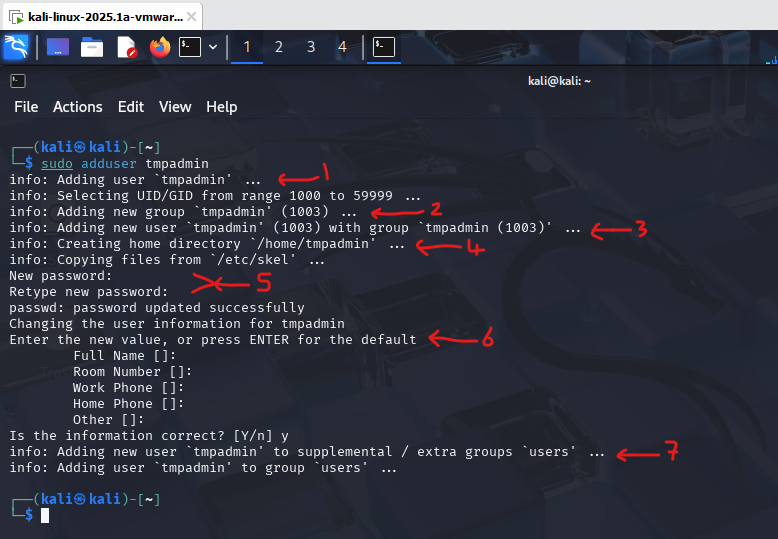 kali-linux-2025.1a-vmwar...
1 2 3 4
kali@kali: ~
File Actions Edit View Help
┌──(kali㉿kali)-[~]
└─$ sudo adduser tmpadmin
info: Adding user `tmpadmin' ... 1
info: Selecting UID/GID from range 1000 to 59999 ...
info: Adding new group `tmpadmin' (1003) ... 2
info: Adding new user `tmpadmin' (1003) with group `tmpadmin (1003)' ... 3
info: Creating home directory `/home/tmpadmin' ... 4
info: Copying files from `/etc/skel' ...
New password: 5
Retype new password:
passwd: password updated successfully
Changing the user information for tmpadmin
Enter the new value, or press ENTER for the default 6
Full Name []:
Room Number []:
Work Phone []:
Home Phone []:
Other []:
Is the information correct? [Y/n] y
info: Adding new user `tmpadmin' to supplemental / extra groups `users' ... 7
info: Adding user `tmpadmin' to group `users' ...
┌──(kali㉿kali)-[~]
└─$